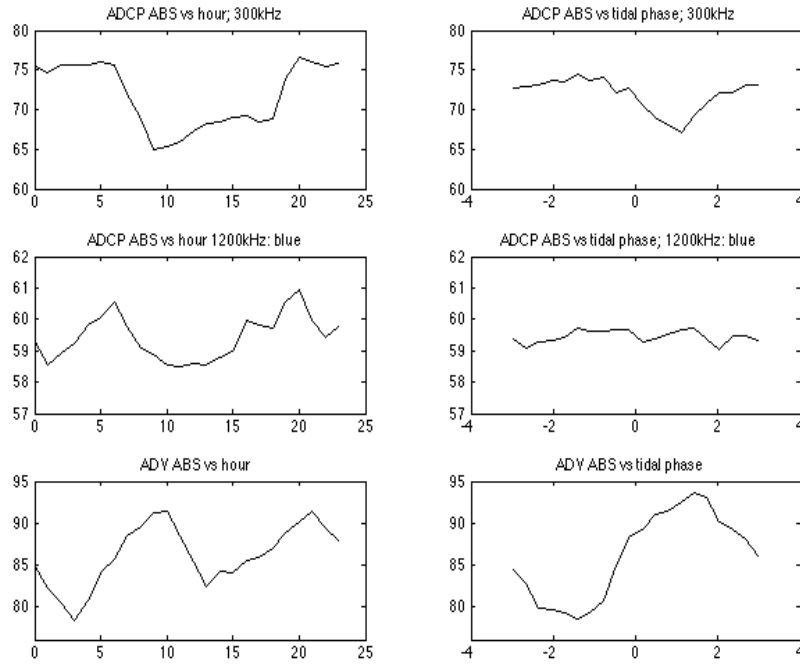 ADCP ABS vs hour; 300kHz
80
75
70
65
60
0 5 10 15 20 25
ADCP ABS vs tidal phase; 300kHz
80
75
70
65
60
-4 -2 0 2 4
ADCP ABS vs hour 1200kHz: blue
62
61
60
59
58
57
0 5 10 15 20 25
ADCP ABS vs tidal phase; 1200kHz: blue
62
61
60
59
58
57
-4 -2 0 2 4
ADV ABS vs hour
95
90
85
80
0 5 10 15 20 25
ADV ABS vs tidal phase
95
90
85
80
-4 -2 0 2 4